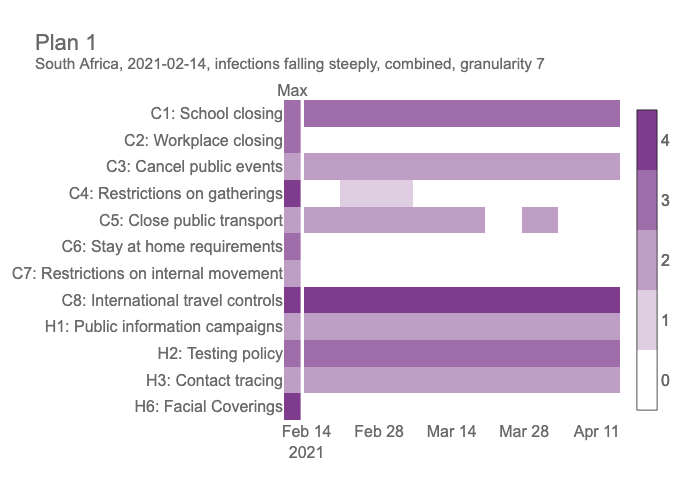 Plan 1
South Africa, 2021-02-14, infections falling steeply, combined, granularity 7
Max
C1: School closing
C2: Workplace closing
C3: Cancel public events
C4: Restrictions on gatherings
C5: Close public transport
C6: Stay at home requirements
C7: Restrictions on internal movement
C8: International travel controls
H1: Public information campaigns
H2: Testing policy
H3: Contact tracing
H6: Facial Coverings
Feb 14 Feb 28 Mar 14 Mar 28 Apr 11
2021
4
3
2
1
0